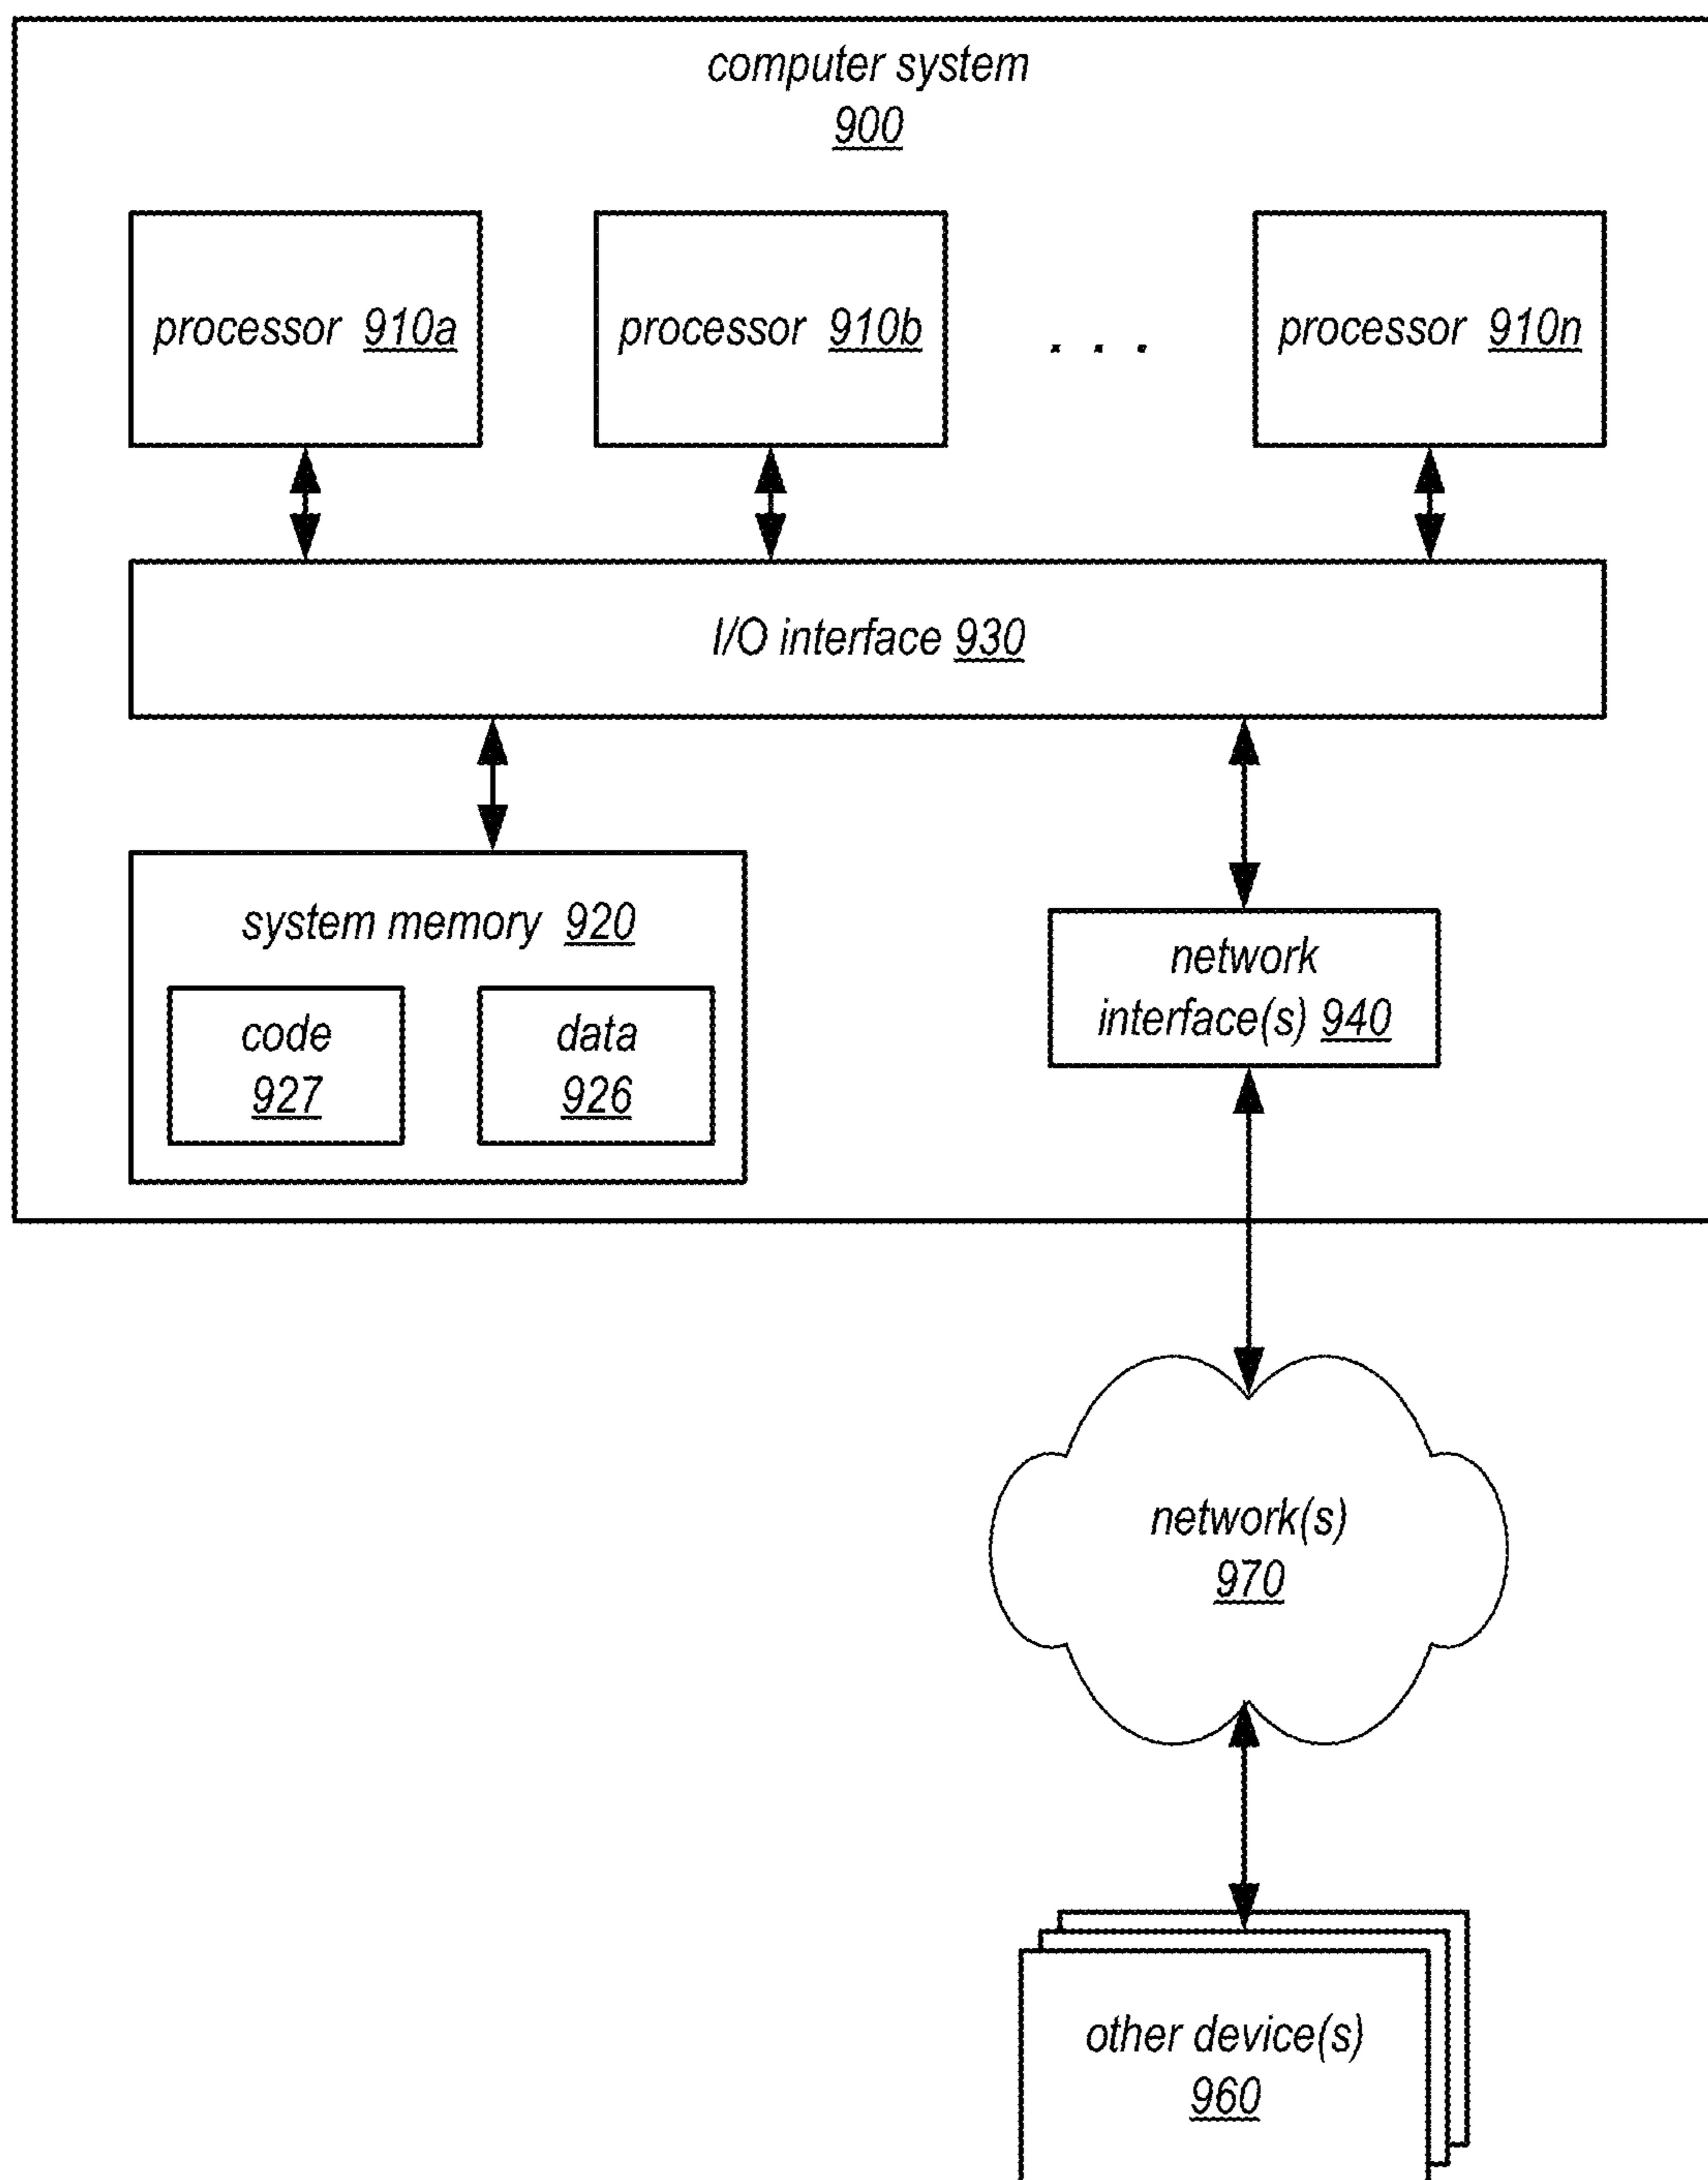 computer system
900
processor 910a
processor 910b
. . .
processor 910n
I/O interface 930
system memory 920
code
927
data
926
network
interface(s) 940
network(s)
970
other device(s)
960